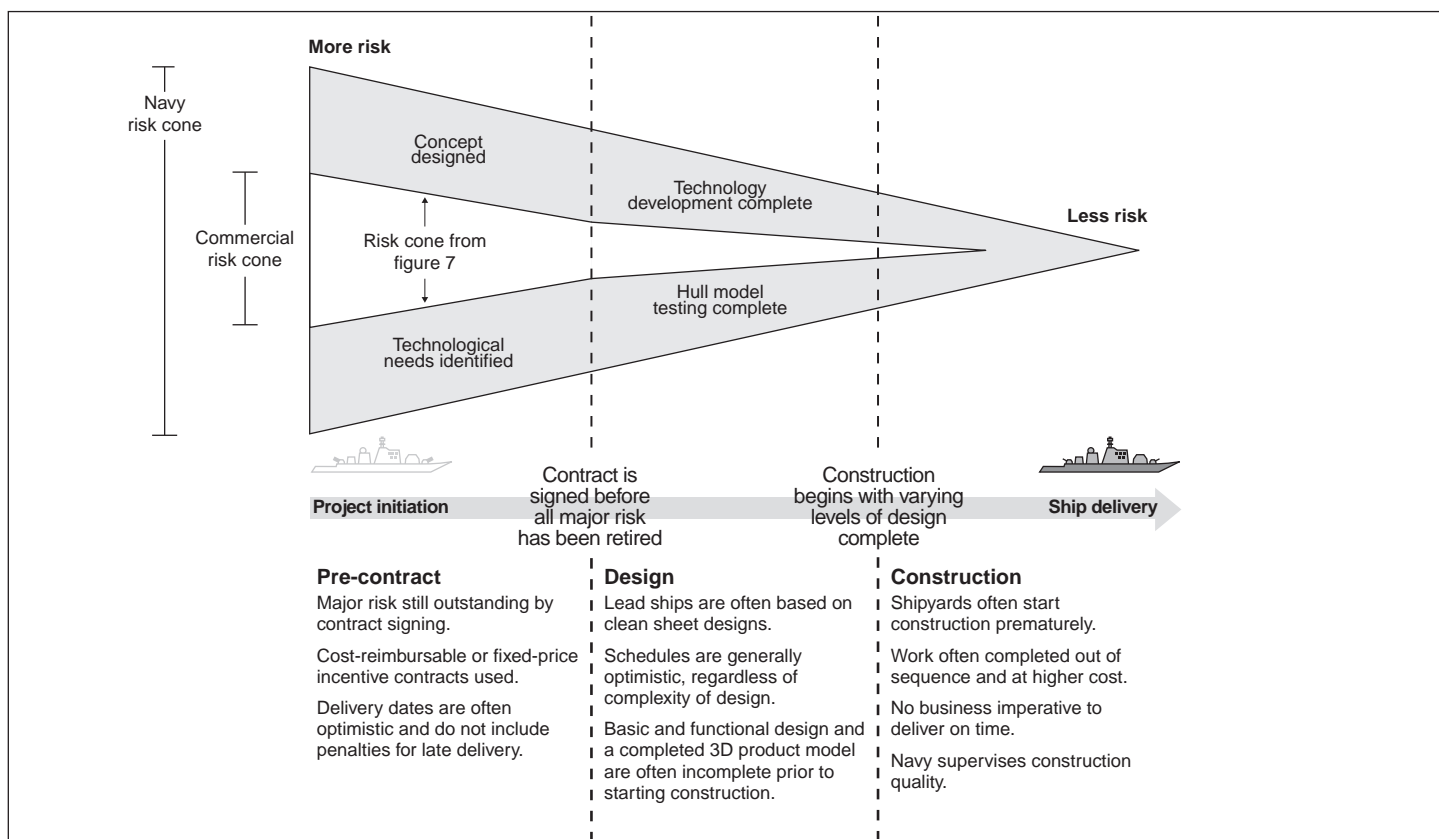 More risk
Navy
risk cone
Concept
designed
Technology
development complete
Less risk
Commercial
risk cone
Risk cone from
figure 7
Hull model
testing complete
Technological
needs identified
Project initiation
Contract is
signed before
all major risk
has been retired
Construction
begins with varying
levels of design
complete
Ship delivery
Pre-contract
Major risk still outstanding by
contract signing.
Cost-reimbursable or fixed-price
incentive contracts used.
Delivery dates are often
optimistic and do not include
penalties for late delivery.
Design
Lead ships are often based on
clean sheet designs.
Schedules are generally
optimistic, regardless of
complexity of design.
Basic and functional design and
a completed 3D product model
are often incomplete prior to
starting construction.
Construction
Shipyards often start
construction prematurely.
Work often completed out of
sequence and at higher cost.
No business imperative to
deliver on time.
Navy supervises construction
quality.